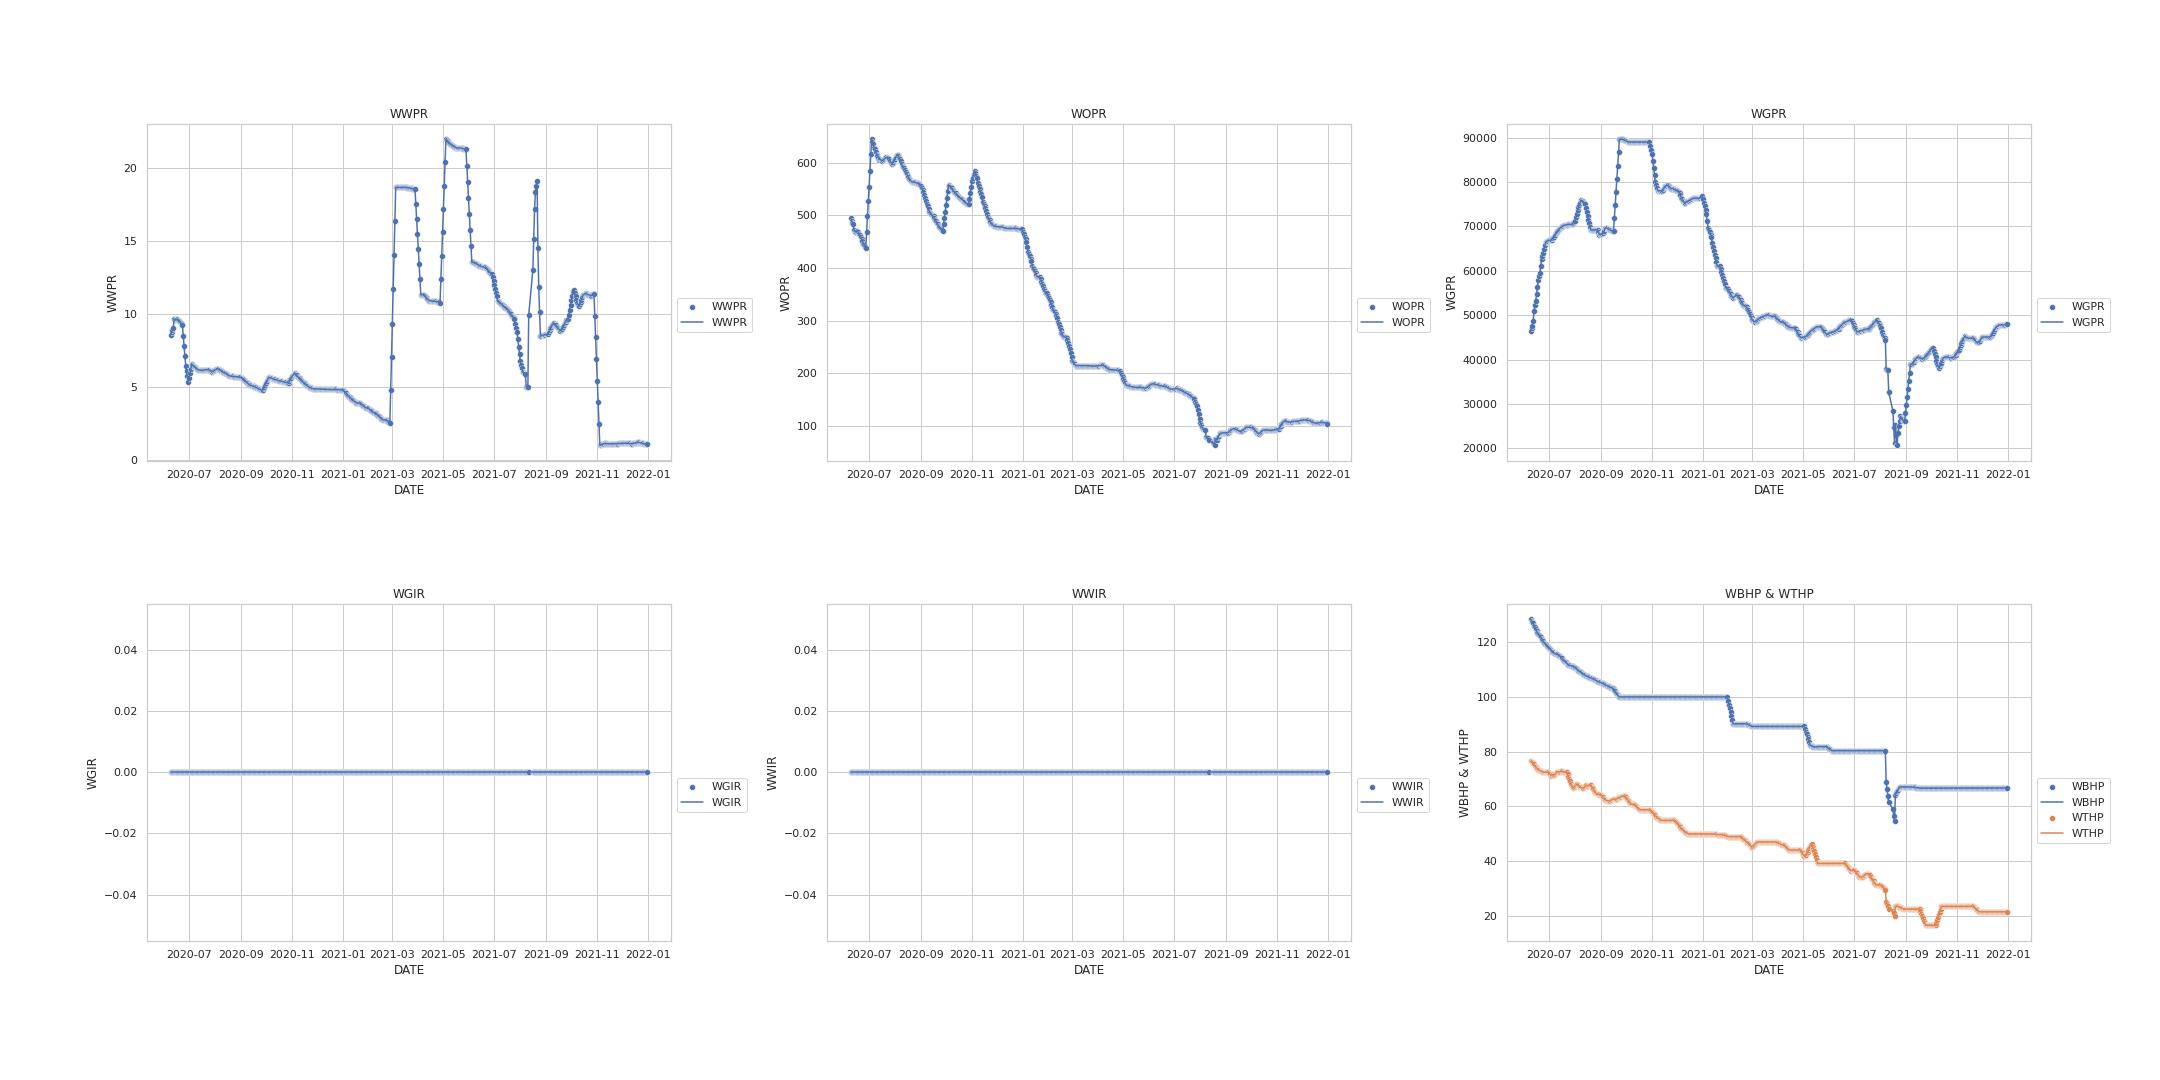 WWPR
WWPR
20
15
10
5
0
2020-07 2020-09 2020-11 2021-01 2021-03 2021-05 2021-07 2021-09 2021-11 2022-01
DATE
WWPR
WWPR
WOPR
WOPR
600
500
400
300
200
100
2020-07 2020-09 2020-11 2021-01 2021-03 2021-05 2021-07 2021-09 2021-11 2022-01
DATE
WOPR
WOPR
WGPR
WGPR
90000
80000
70000
60000
50000
40000
30000
20000
2020-07 2020-09 2020-11 2021-01 2021-03 2021-05 2021-07 2021-09 2021-11 2022-01
DATE
WGPR
WGPR
WGIR
WGIR
0.04
0.02
0.00
−0.02
−0.04
2020-07 2020-09 2020-11 2021-01 2021-03 2021-05 2021-07 2021-09 2021-11 2022-01
DATE
WGIR
WGIR
WWIR
WWIR
0.04
0.02
0.00
−0.02
−0.04
2020-07 2020-09 2020-11 2021-01 2021-03 2021-05 2021-07 2021-09 2021-11 2022-01
DATE
WWIR
WWIR
WBHP & WTHP
WBHP & WTHP
120
100
80
60
40
20
2020-07 2020-09 2020-11 2021-01 2021-03 2021-05 2021-07 2021-09 2021-11 2022-01
DATE
WBHP
WBHP
WTHP
WTHP